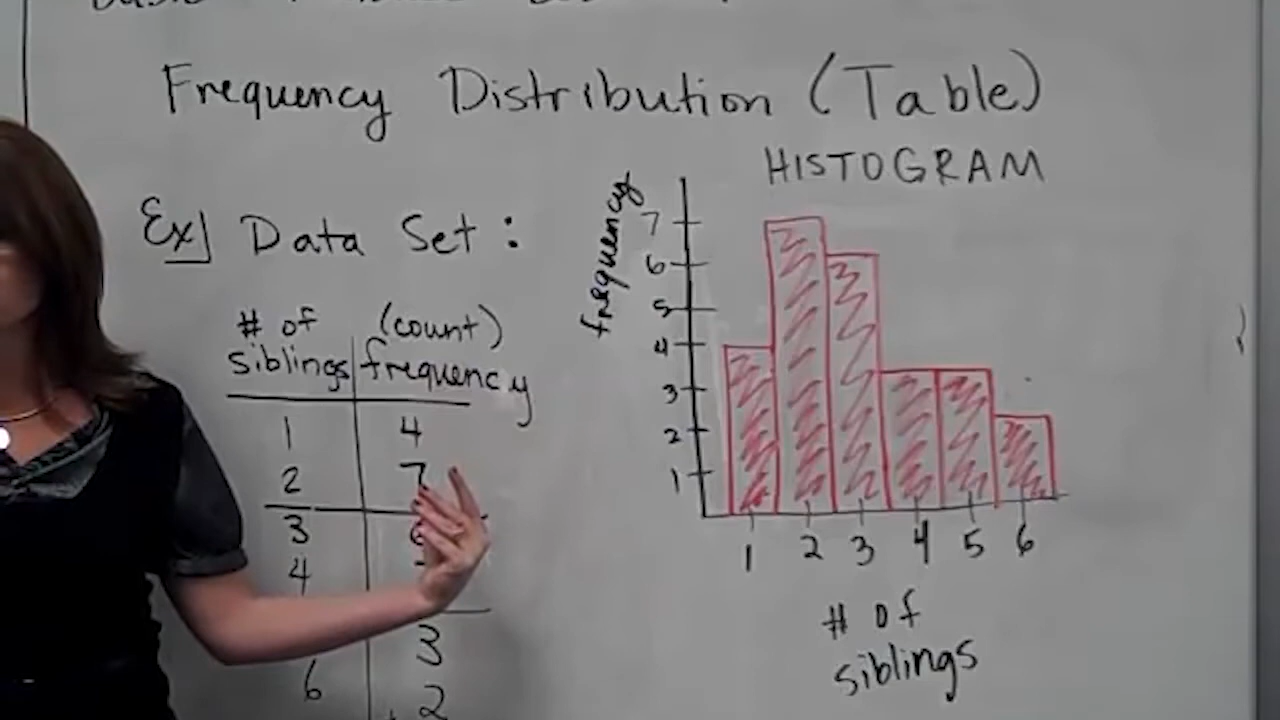 Frequency Distribution (Table)
HISTOGRAM
Ex] Data Set:
# of (count)
siblings frequency
1 4
2 7
3
4
3
6 2
frequency
7
6
5
4
3
2
1
1 2 3 4 5 6
# of
siblings